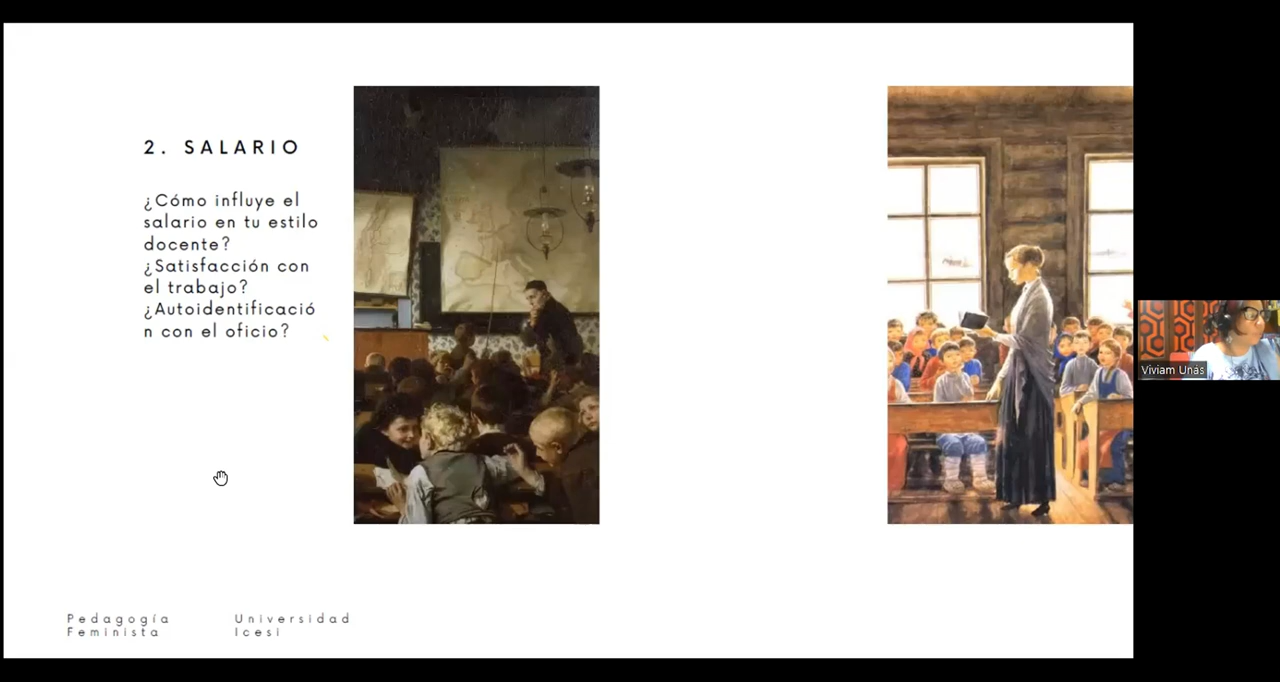 2. SALARIO
¿Cómo influye el
salario en tu estilo
docente?
¿Satisfacción con
el trabajo?
¿Autoidentificació
n con el oficio?
Pedagogía
Feminista
Universidad
Icesi
Viviam Unás